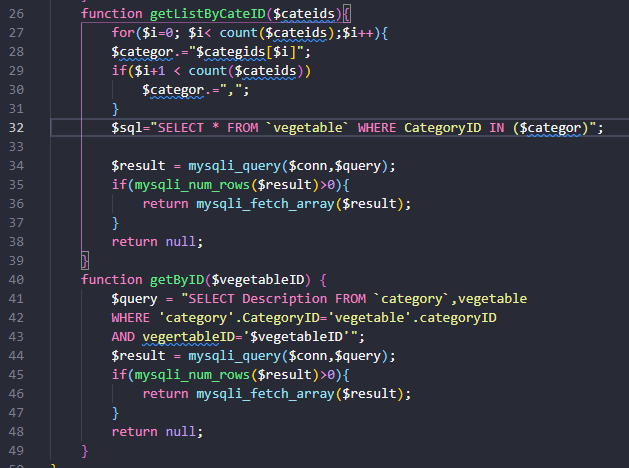 26 function getListByCateID($cateids){
27 for($i=0; $i< count($cateids);$i++){
28 $categor.="$categids[$i]";
29 if($i+1 < count($cateids))
30 $categor.=",";
31 }
32 $sql="SELECT * FROM `vegetable` WHERE CategoryID IN ($categor)";
33
34 $result = mysqli_query($conn,$query);
35 if(mysqli_num_rows($result)>0){
36 return mysqli_fetch_array($result);
37 }
38 return null;
39 }
40 function getByID($vegetableID) {
41 $query = "SELECT Description FROM `category`,vegetable
42 WHERE 'category'.CategoryID='vegetable'.categoryID
43 AND vegertableID='$vegetableID'";
44 $result = mysqli_query($conn,$query);
45 if(mysqli_num_rows($result)>0){
46 return mysqli_fetch_array($result);
47 }
48 return null;
49 }